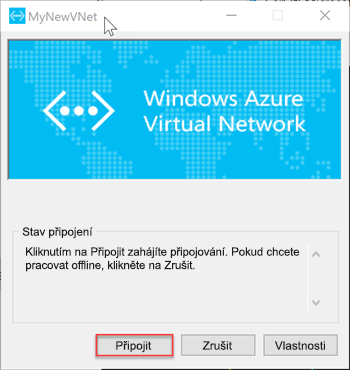 MyNewVNet
Windows Azure
Virtual Network
Stav připojení
Kliknutím na Připojit zahájíte připojování. Pokud chcete
pracovat offline, klikněte na Zrušit.
Připojit
Zrušit
Vlastnosti